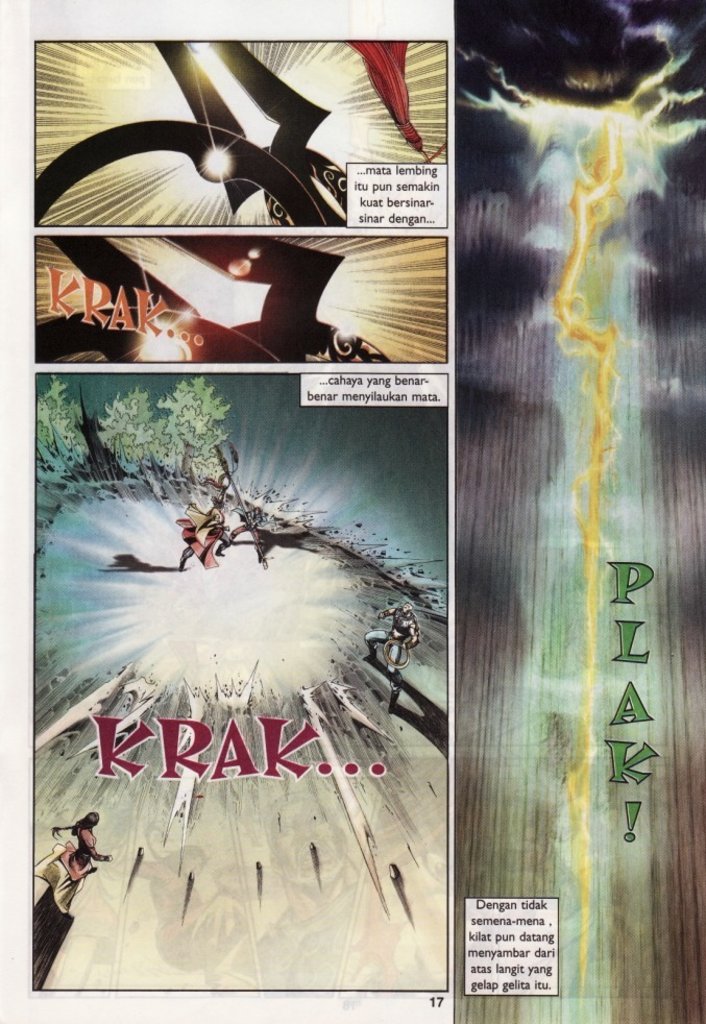 ...mata lembing
itu pun semakin
kuat bersinar-
sinar dengan...
KRAK...
...cahaya yang benar-
benar menyilaukan mata.
KRAK...
17
PLAK!
Dengan tidak
semena-mena ,
kilat pun datang
menyambar dari
atas langit yang
gelap gelita itu.